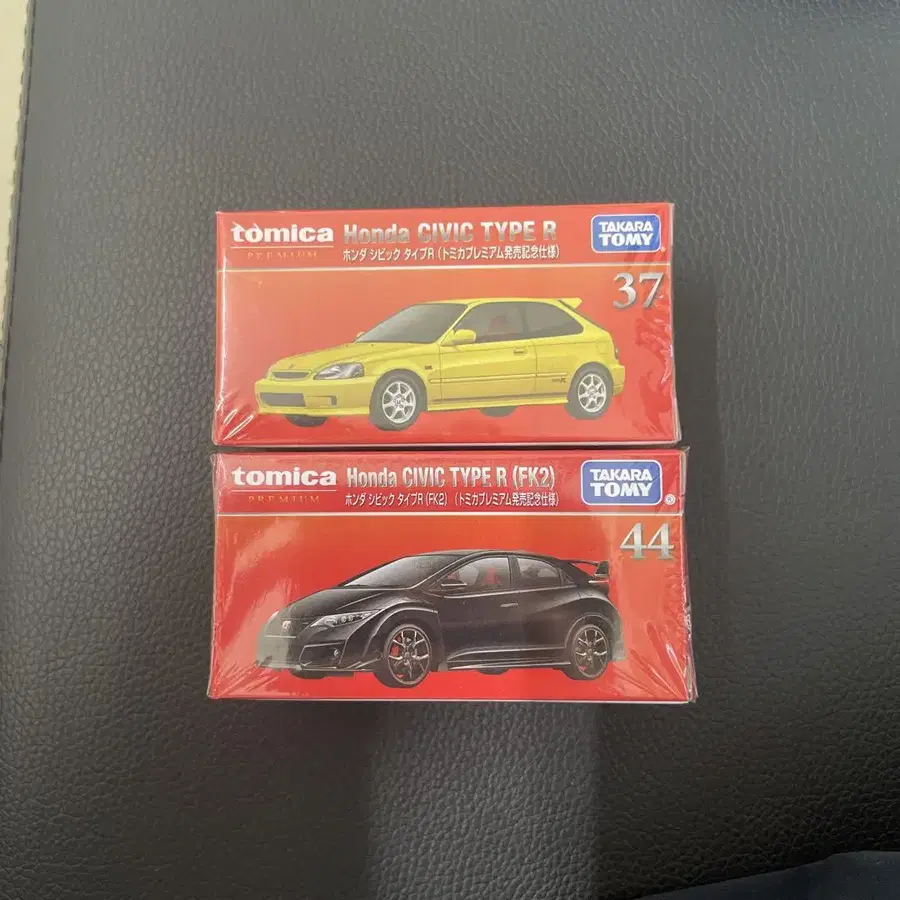 tomica
PREMIUM
Honda CIVIC TYPE R
ホンダ シビック タイプR (トミカプレミアム発売記念仕様)
TAKARA
TOMY
37
tomica
PREMIUM
Honda CIVIC TYPE R (FK2)
ホンダ シビック タイプR (FK2) (トミカプレミアム発売記念仕様)
TAKARA
TOMY
44